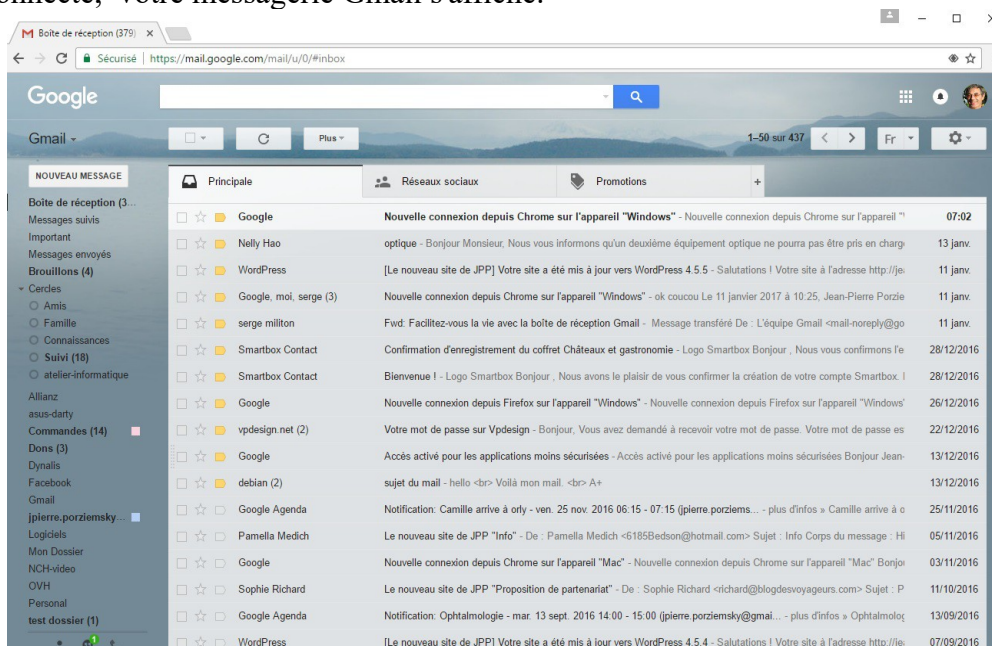 votre messagerie Gmail s'affiche.
Boîte de réception (379)
Sécurisé https://mail.google.com/mail/u/0/#inbox
Google
Gmail
Plus
1–50 sur 437
Fr
NOUVEAU MESSAGE
Principale
Réseaux sociaux
Promotions
+
Boîte de réception (3...
Messages suivis
Important
Messages envoyés
Brouillons (4)
Cercles
Amis
Famille
Connaissances
Suivi (18)
atelier-informatique
Allianz
asus-darty
Commandes (14)
Dons (3)
Dynalis
Facebook
Gmail
jpierre.porziemsky...
Logiciels
Mon Dossier
NCH-video
OVH
Personal
test dossier (1)
1
Google Nouvelle connexion depuis Chrome sur l'appareil "Windows" - Nouvelle connexion depuis Chrome sur l'appareil " 07:02
Nelly Hao optique - Bonjour Monsieur, Nous vous informons qu'un deuxième équipement optique ne pourra pas être pris en charg 13 janv.
WordPress [Le nouveau site de JPP] Votre site a été mis à jour vers WordPress 4.5.5 - Salutations ! Votre site à l'adresse http://je 11 janv.
Google, moi, serge (3) Nouvelle connexion depuis Chrome sur l'appareil "Windows" - ok coucou Le 11 janvier 2017 à 10:25, Jean-Pierre Porzie 11 janv.
serge militon Fwd: Facilitez-vous la vie avec la boîte de réception Gmail - Message transféré De : L'équipe Gmail <mail-noreply@go 11 janv.
Smartbox Contact Confirmation d'enregistrement du coffret Châteaux et gastronomie - Logo Smartbox Bonjour , Nous vous confirmons l'e 28/12/2016
Smartbox Contact Bienvenue ! - Logo Smartbox Bonjour , Nous avons le plaisir de vous confirmer la création de votre compte Smartbox. 28/12/2016
Google Nouvelle connexion depuis Firefox sur l'appareil "Windows" - Nouvelle connexion depuis Firefox sur l'appareil "Windows' 26/12/2016
vpdesign.net (2) Votre mot de passe sur Vpdesign - Bonjour, Vous avez demandé à recevoir votre mot de passe. Votre mot de passe es 22/12/2016
Google Accès activé pour les applications moins sécurisées - Accès activé pour les applications moins sécurisées Bonjour Jean- 13/12/2016
debian (2) sujet du mail - hello <br> Voilà mon mail. <br> A+ 13/12/2016
Google Agenda Notification: Camille arrive à orly - ven. 25 nov. 2016 06:15 - 07:15 (jpierre.porziems... - plus d'infos » Camille arrive à o 25/11/2016
Pamella Medich Le nouveau site de JPP "Info" - De : Pamella Medich <6185Bedson@hotmail.com> Sujet : Info Corps du message : Hi 05/11/2016
Google Nouvelle connexion depuis Chrome sur l'appareil "Mac" - Nouvelle connexion depuis Chrome sur l'appareil "Mac" Bonjo 03/11/2016
Sophie Richard Le nouveau site de JPP "Proposition de partenariat" - De : Sophie Richard <richard@blogdesvoyageurs.com> Sujet : P 11/10/2016
Google Agenda Notification: Ophtalmologie - mar. 13 sept. 2016 14:00 - 15:00 (jpierre.porziemsky@gmai... - plus d'infos » Ophtalmolog 13/09/2016
WordPress [Le nouveau site de JPP] Votre site a été mis à jour vers WordPress 4.5.4 - Salutations ! Votre site à l'adresse http://je 07/09/2016